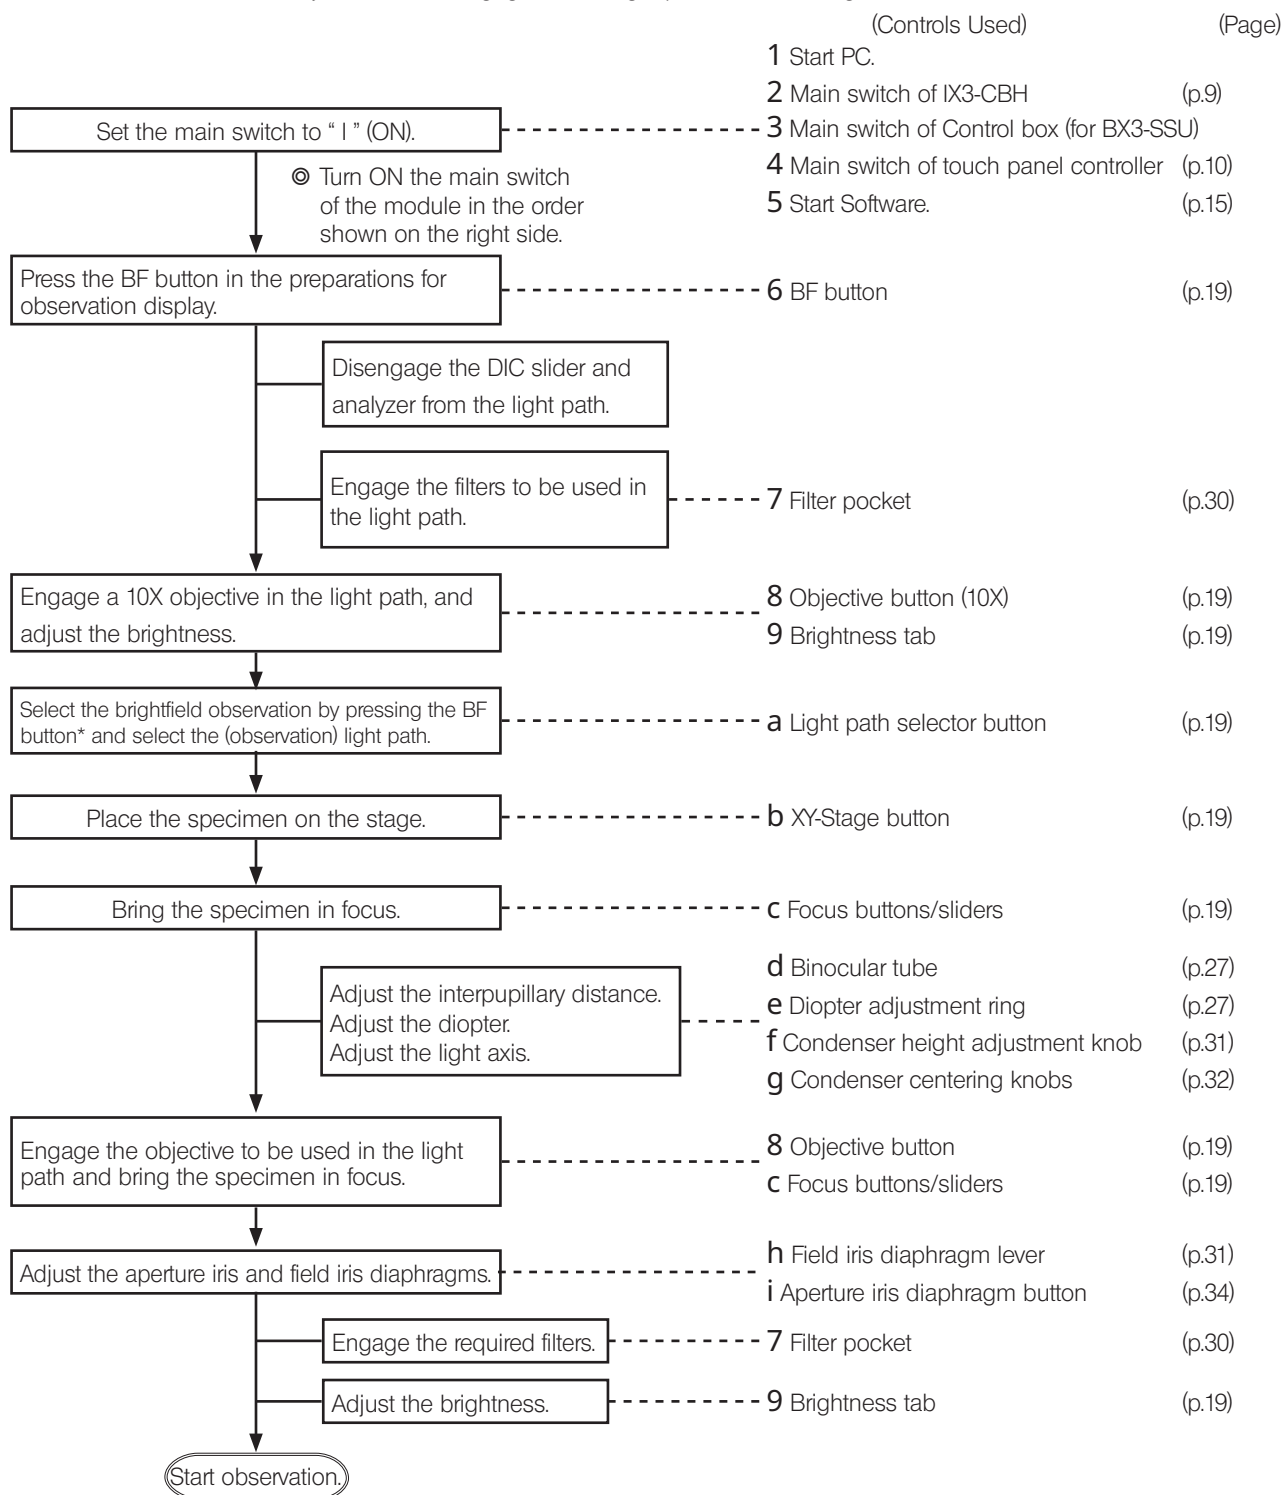 (Controls Used) (Page)
1 Start PC.
2 Main switch of IX3-CBH (p.9)
Set the main switch to “ I ” (ON).
3 Main switch of Control box (for BX3-SSU)
4 Main switch of touch panel controller (p.10)
5 Start Software. (p.15)
◎ Turn ON the main switch
of the module in the order
shown on the right side.
Press the BF button in the preparations for
observation display.
6 BF button (p.19)
Disengage the DIC slider and
analyzer from the light path.
Engage the filters to be used in
the light path.
7 Filter pocket (p.30)
Engage a 10X objective in the light path, and
adjust the brightness.
8 Objective button (10X) (p.19)
9 Brightness tab (p.19)
Select the brightfield observation by pressing the BF
button* and select the (observation) light path.
a Light path selector button (p.19)
Place the specimen on the stage.
b XY-Stage button (p.19)
Bring the specimen in focus.
c Focus buttons/sliders (p.19)
Adjust the interpupillary distance.
Adjust the diopter.
Adjust the light axis.
d Binocular tube (p.27)
e Diopter adjustment ring (p.27)
f Condenser height adjustment knob (p.31)
g Condenser centering knobs (p.32)
Engage the objective to be used in the light
path and bring the specimen in focus.
8 Objective button (p.19)
c Focus buttons/sliders (p.19)
Adjust the aperture iris and field iris diaphragms.
h Field iris diaphragm lever (p.31)
i Aperture iris diaphragm button (p.34)
Engage the required filters.
7 Filter pocket (p.30)
Adjust the brightness.
9 Brightness tab (p.19)
Start observation.